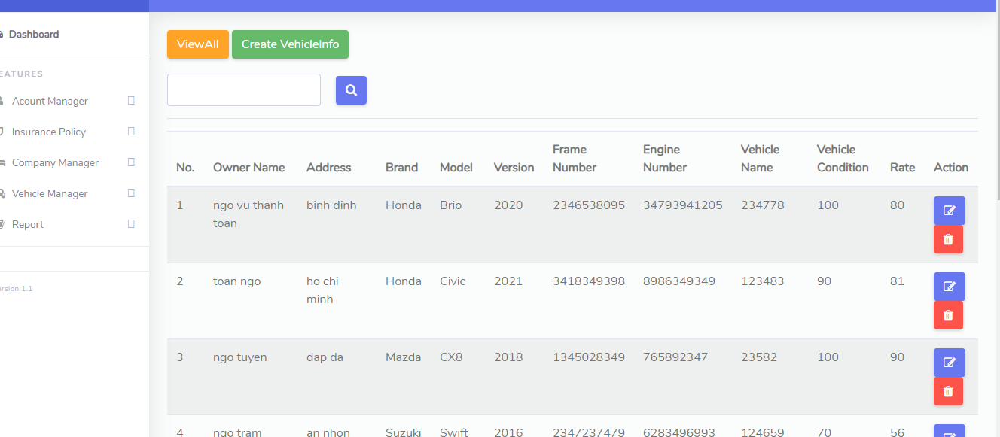 Dashboard
EATURES
Acount Manager
Insurance Policy
Company Manager
Vehicle Manager
Report
ersion 1.1
ViewAll Create VehicleInfo
No. Owner Name Address Brand Model Version Frame Number Engine Number Vehicle Name Vehicle Condition Rate Action
1 ngo vu thanh toan binh dinh Honda Brio 2020 2346538095 34793941205 234778 100 80
2 toan ngo ho chi minh Honda Civic 2021 3418349398 8986349349 123483 90 81
3 ngo tuyen dap da Mazda CX8 2018 1345028349 765892347 23582 100 90
4 ngo tram an nhon Suzuki Swift 2016 2347237479 6283496993 124659 70 56